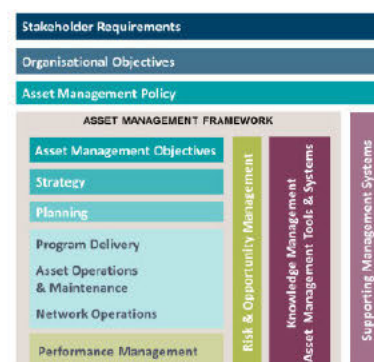 Stakeholder Requirements
Organisational Objectives
Asset Management Policy
ASSET MANAGEMENT FRAMEWORK
Asset Management Objectives
Strategy
Planning
Program Delivery
Asset Operations
& Maintenance
Network Operations
Performance Management
Risk & Opportunity Management
Knowledge Management
Asset Management Tools & Systems
Supporting Management Systems